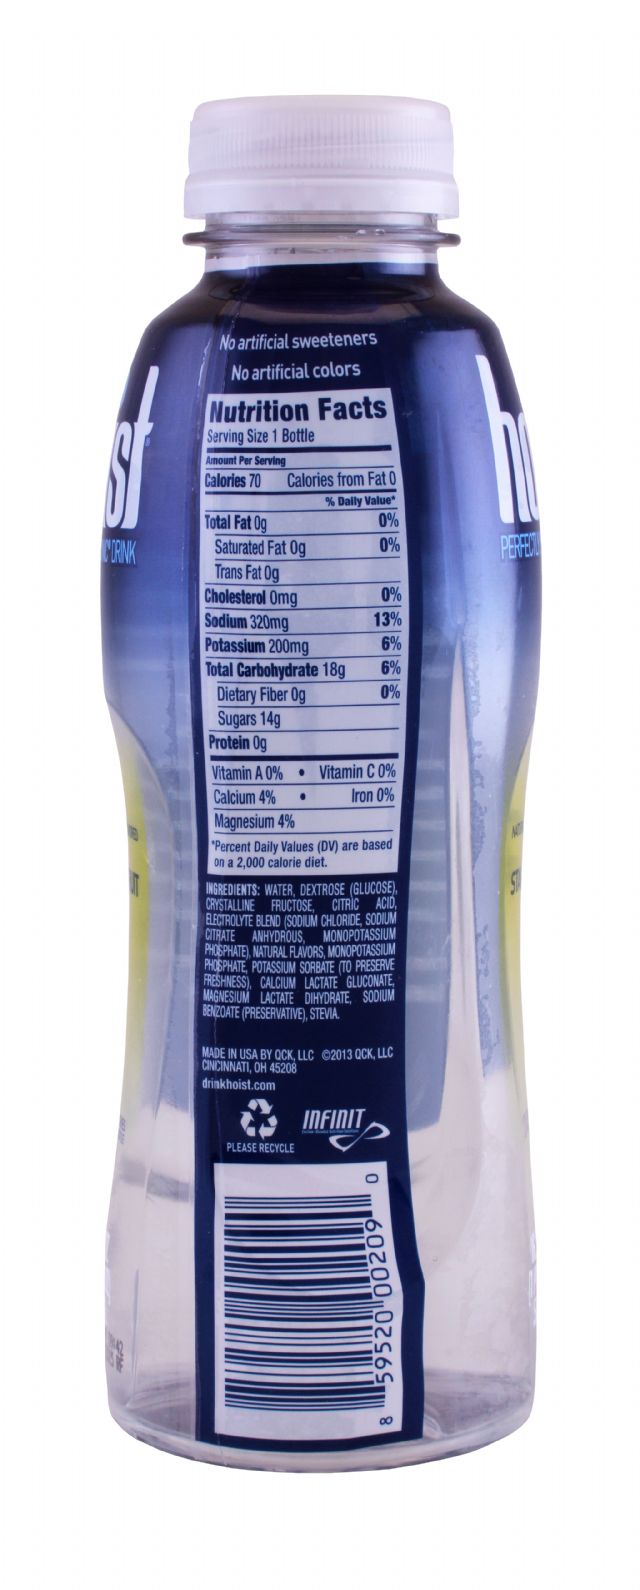 No artificial sweeteners
No artificial colors
Nutrition Facts
Serving Size 1 Bottle
Amount Per Serving
Calories 70 Calories from Fat 0
% Daily Value*
Total Fat 0g 0%
Saturated Fat 0g 0%
Trans Fat 0g
Cholesterol 0mg 0%
Sodium 320mg 13%
Potassium 200mg 6%
Total Carbohydrate 18g 6%
Dietary Fiber 0g 0%
Sugars 14g
Protein 0g
Vitamin A 0% • Vitamin C 0%
Calcium 4% • Iron 0%
Magnesium 4%
*Percent Daily Values (DV) are based
on a 2,000 calorie diet.
INGREDIENTS: WATER, DEXTROSE (GLUCOSE),
CRYSTALLINE FRUCTOSE, CITRIC ACID,
ELECTROLYTE BLEND (SODIUM CHLORIDE, SODIUM
CITRATE ANHYDROUS, MONOPOTASSIUM
PHOSPHATE), NATURAL FLAVORS, MONOPOTASSIUM
PHOSPHATE, POTASSIUM SORBATE (TO PRESERVE
FRESHNESS), CALCIUM LACTATE GLUCONATE,
MAGNESIUM LACTATE DIHYDRATE, SODIUM
BENZOATE (PRESERVATIVE), STEVIA.
MADE IN USA BY QCK, LLC ©2013 QCK, LLC
CINCINNATI, OH 45208
drinkhoist.com
PLEASE RECYCLE
INFINIT
8 59520 00209 0
ist®
IC® DRINK
ho
PERFECTLY